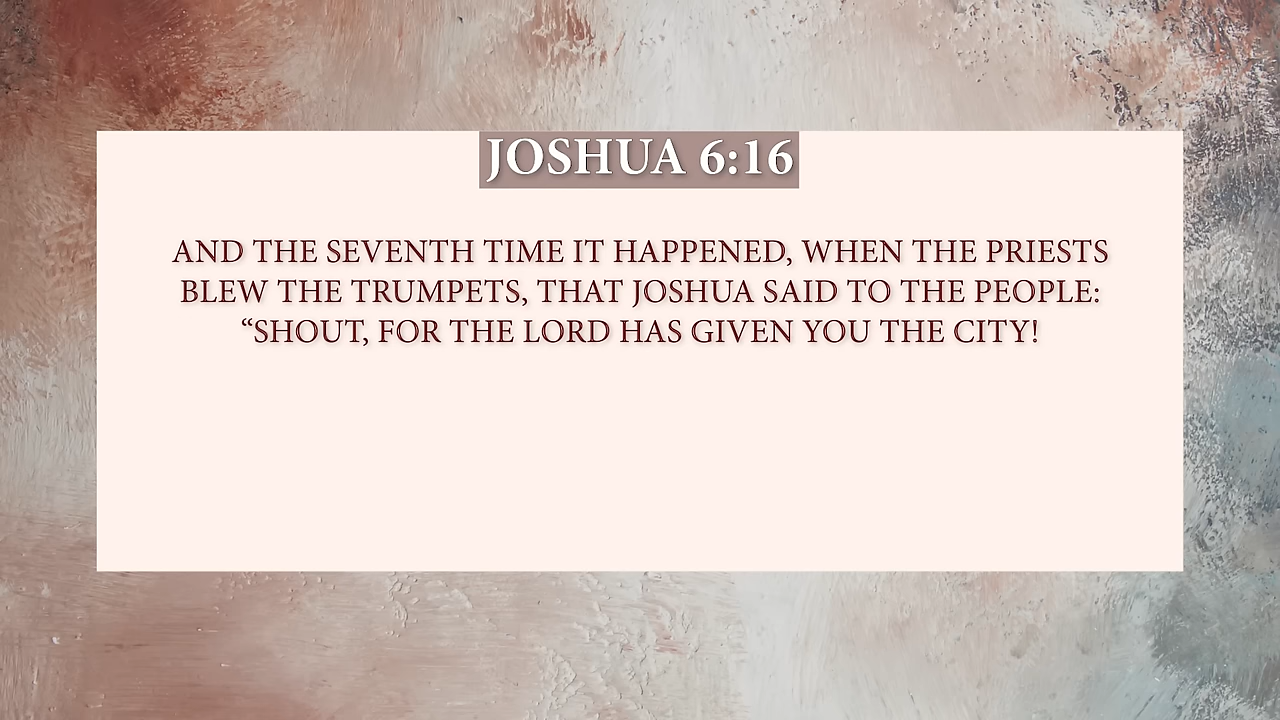 JOSHUA 6:16
AND THE SEVENTH TIME IT HAPPENED, WHEN THE PRIESTS
BLEW THE TRUMPETS, THAT JOSHUA SAID TO THE PEOPLE:
“SHOUT, FOR THE LORD HAS GIVEN YOU THE CITY!